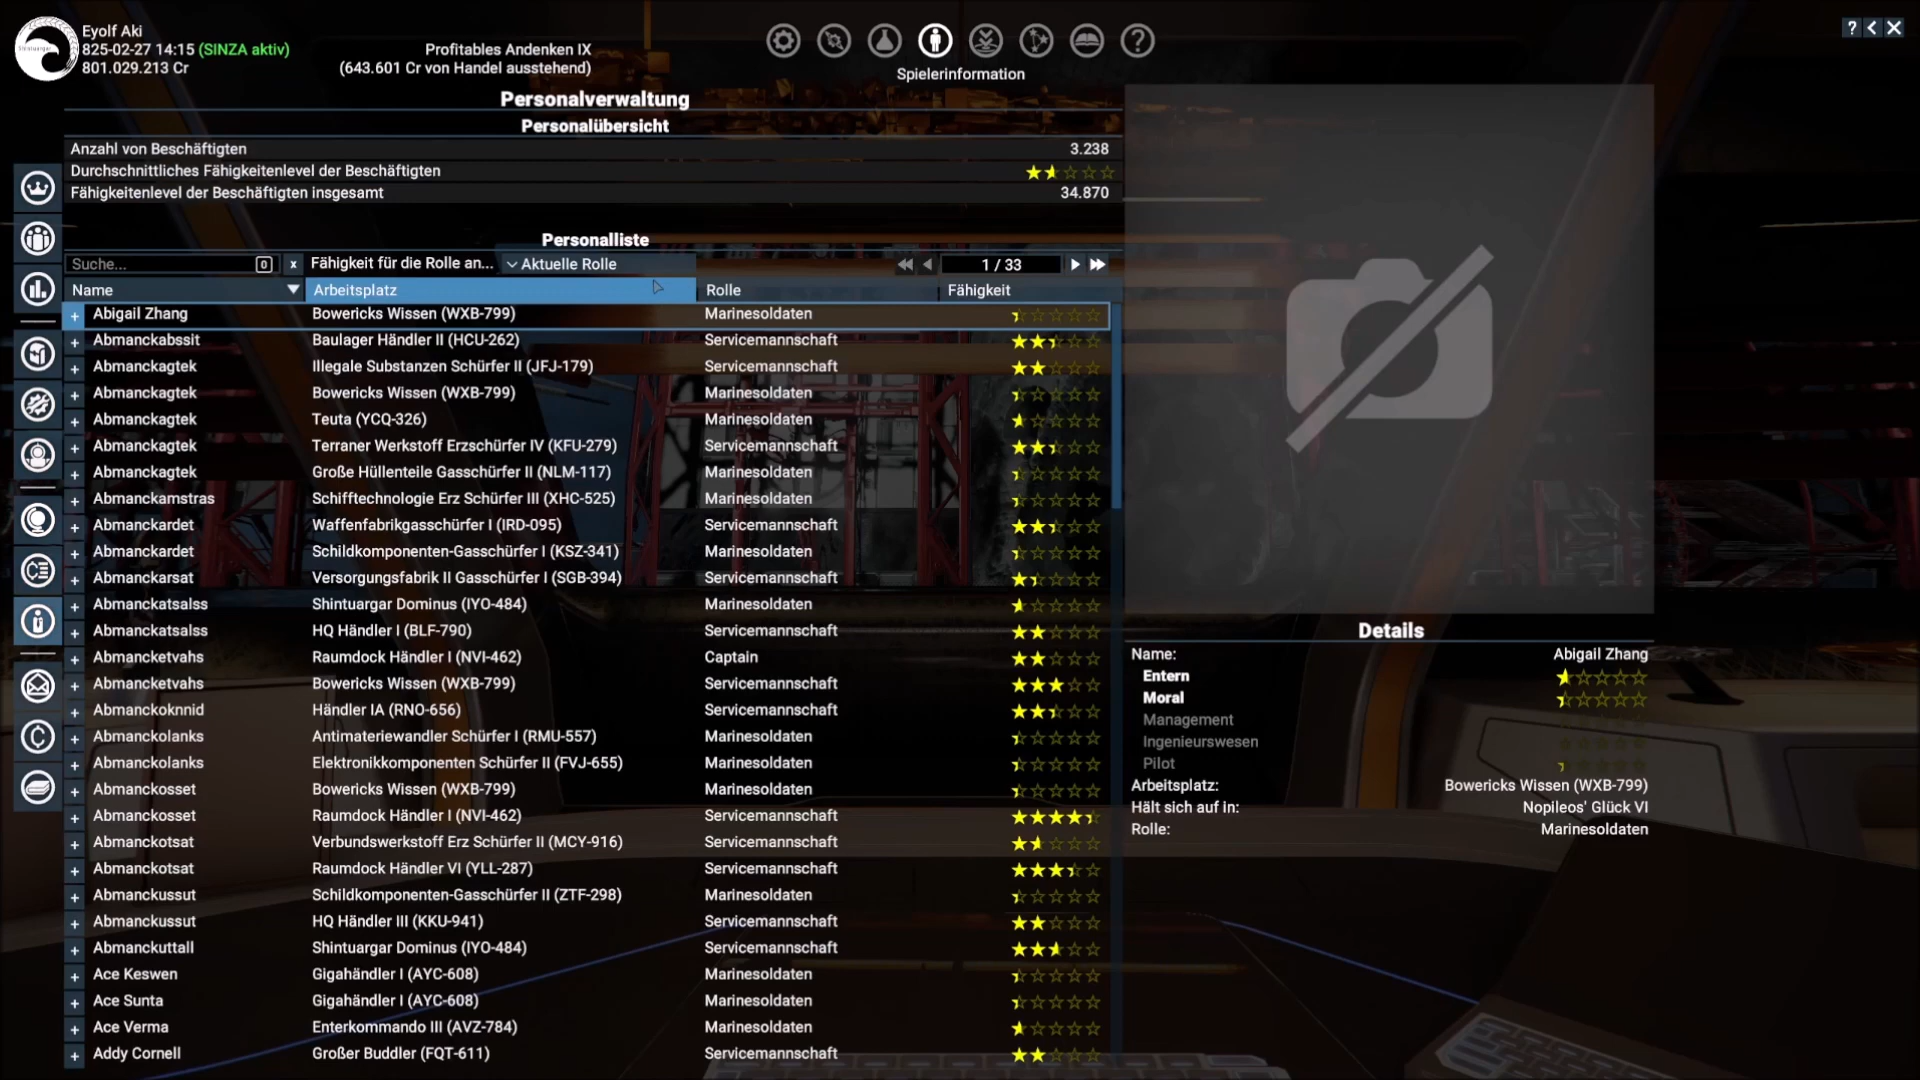 Eyolf Aki
825-02-27 14:15 (SINZA aktiv)
801.029.213 Cr
Profitables Andenken IX
(643.601 Cr von Handel ausstehend)
Spielerinformation
? < X
Personalverwaltung
Personalübersicht
Anzahl von Beschäftigten 3.238
Durchschnittliches Fähigkeitenlevel der Beschäftigten
Fähigkeitenlevel der Beschäftigten insgesamt 34.870
Personalliste
Suche... 0 x Fähigkeit für die Rolle an... Aktuelle Rolle 1 / 33
Name Arbeitsplatz Rolle Fähigkeit
+ Abigail Zhang Bowericks Wissen (WXB-799) Marinesoldaten
+ Abmanckabssit Baulager Händler II (HCU-262) Servicemannschaft
+ Abmanckagtek Illegale Substanzen Schürfer II (JFJ-179) Servicemannschaft
+ Abmanckagtek Bowericks Wissen (WXB-799) Marinesoldaten
+ Abmanckagtek Teuta (YCQ-326) Marinesoldaten
+ Abmanckagtek Terraner Werkstoff Erzschürfer IV (KFU-279) Servicemannschaft
+ Abmanckagtek Große Hüllenteile Gasschürfer II (NLM-117) Marinesoldaten
+ Abmanckamstras Schifftechnologie Erz Schürfer III (XHC-525) Marinesoldaten
+ Abmanckardet Waffenfabrikgasschürfer I (IRD-095) Servicemannschaft
+ Abmanckardet Schildkomponenten-Gasschürfer I (KSZ-341) Marinesoldaten
+ Abmanckarsat Versorgungsfabrik II Gasschürfer I (SGB-394) Servicemannschaft
+ Abmanckatsalss Shintuargar Dominus (IYO-484) Marinesoldaten
+ Abmanckatsalss HQ Händler I (BLF-790) Servicemannschaft
+ Abmancketvahs Raumdock Händler I (NVI-462) Captain
+ Abmancketvahs Bowericks Wissen (WXB-799) Servicemannschaft
+ Abmanckoknnid Händler IA (RNO-656) Servicemannschaft
+ Abmanckolanks Antimateriewandler Schürfer I (RMU-557) Marinesoldaten
+ Abmanckolanks Elektronikkomponenten Schürfer II (FVJ-655) Marinesoldaten
+ Abmanckosset Bowericks Wissen (WXB-799) Marinesoldaten
+ Abmanckosset Raumdock Händler I (NVI-462) Servicemannschaft
+ Abmanckotsat Verbundswerkstoff Erz Schürfer II (MCY-916) Servicemannschaft
+ Abmanckotsat Raumdock Händler VI (YLL-287) Servicemannschaft
+ Abmanckussut Schildkomponenten-Gasschürfer II (ZTF-298) Marinesoldaten
+ Abmanckussut HQ Händler III (KKU-941) Servicemannschaft
+ Abmanckuttall Shintuargar Dominus (IYO-484) Servicemannschaft
+ Ace Keswen Gigahändler I (AYC-608) Marinesoldaten
+ Ace Sunta Gigahändler I (AYC-608) Marinesoldaten
+ Ace Verma Enterkommando III (AVZ-784) Marinesoldaten
+ Addy Cornell Großer Buddler (FQT-611) Servicemannschaft
Details
Name: Abigail Zhang
Entern
Moral
Management
Ingenieurswesen
Pilot
Arbeitsplatz: Bowericks Wissen (WXB-799)
Hält sich auf in: Nopileos' Glück VI
Rolle: Marinesoldaten